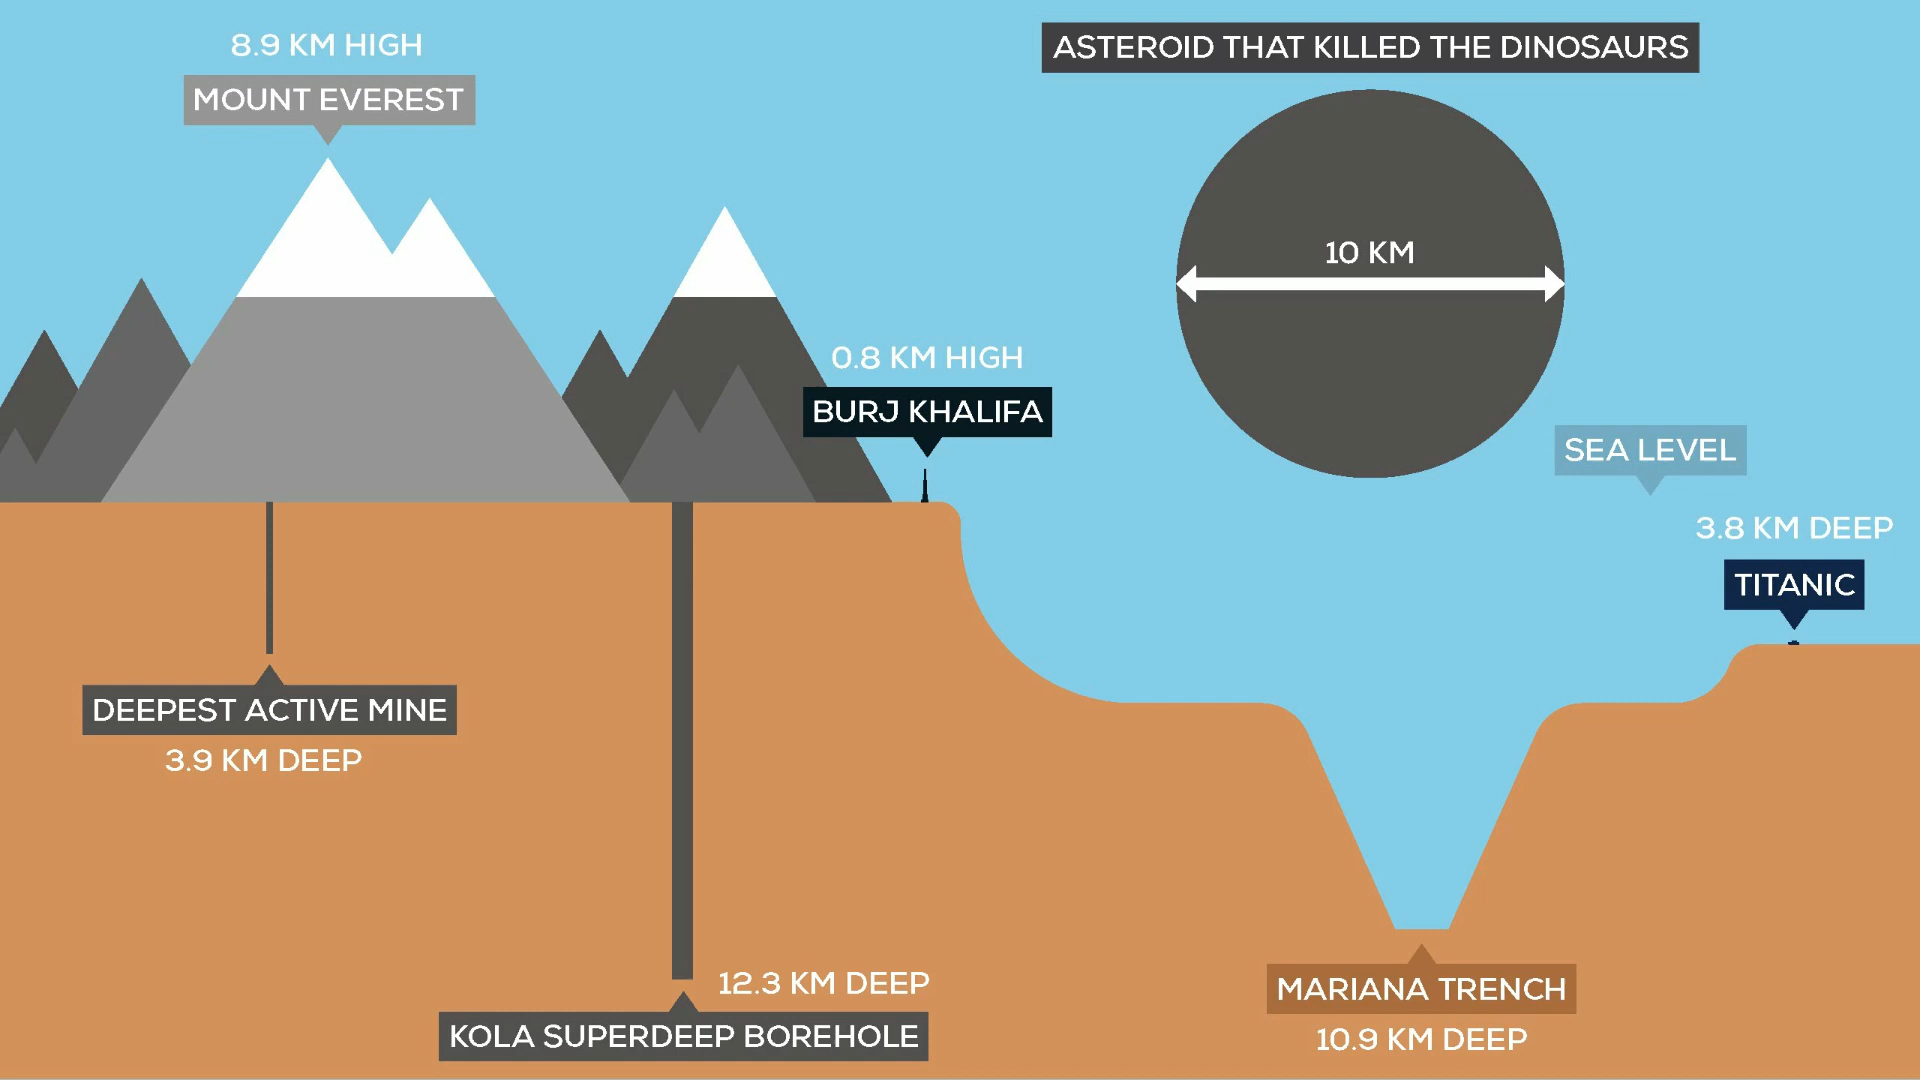 8.9 KM HIGH
MOUNT EVEREST
ASTEROID THAT KILLED THE DINOSAURS
10 KM
0.8 KM HIGH
BURJ KHALIFA
SEA LEVEL
3.8 KM DEEP
TITANIC
DEEPEST ACTIVE MINE
3.9 KM DEEP
12.3 KM DEEP
KOLA SUPERDEEP BOREHOLE
MARIANA TRENCH
10.9 KM DEEP